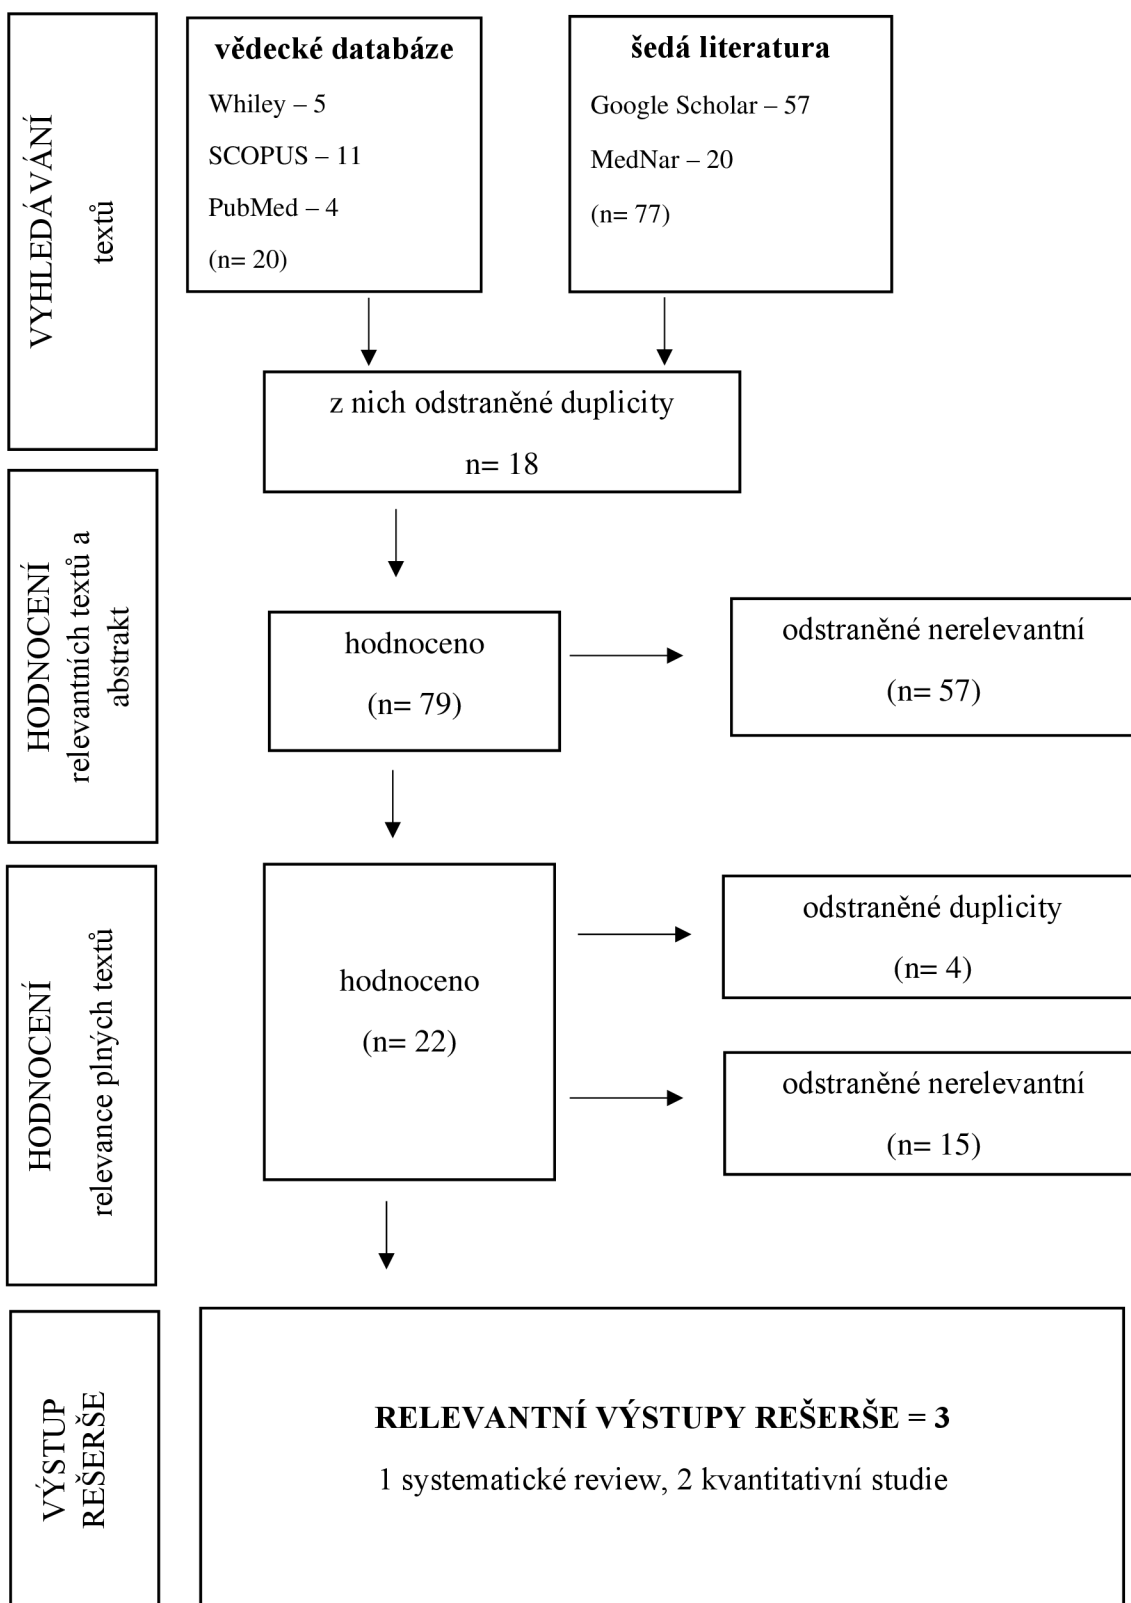 VYHLEDÁVÁNÍ
textů
vědecké databáze
Whiley – 5
SCOPUS – 11
PubMed – 4
(n= 20)
šedá literatura
Google Scholar – 57
MedNar – 20
(n= 77)
z nich odstraněné duplicity
n= 18
HODNOCENÍ
relevantních textů a
abstrakt
hodnoceno
(n= 79)
odstraněné nerelevantní
(n= 57)
HODNOCENÍ
relevance plných textů
hodnoceno
(n= 22)
odstraněné duplicity
(n= 4)
odstraněné nerelevantní
(n= 15)
VÝSTUP
REŠERŠE
RELEVANTNÍ VÝSTUPY REŠERŠE = 3
1 systematické review, 2 kvantitativní studie